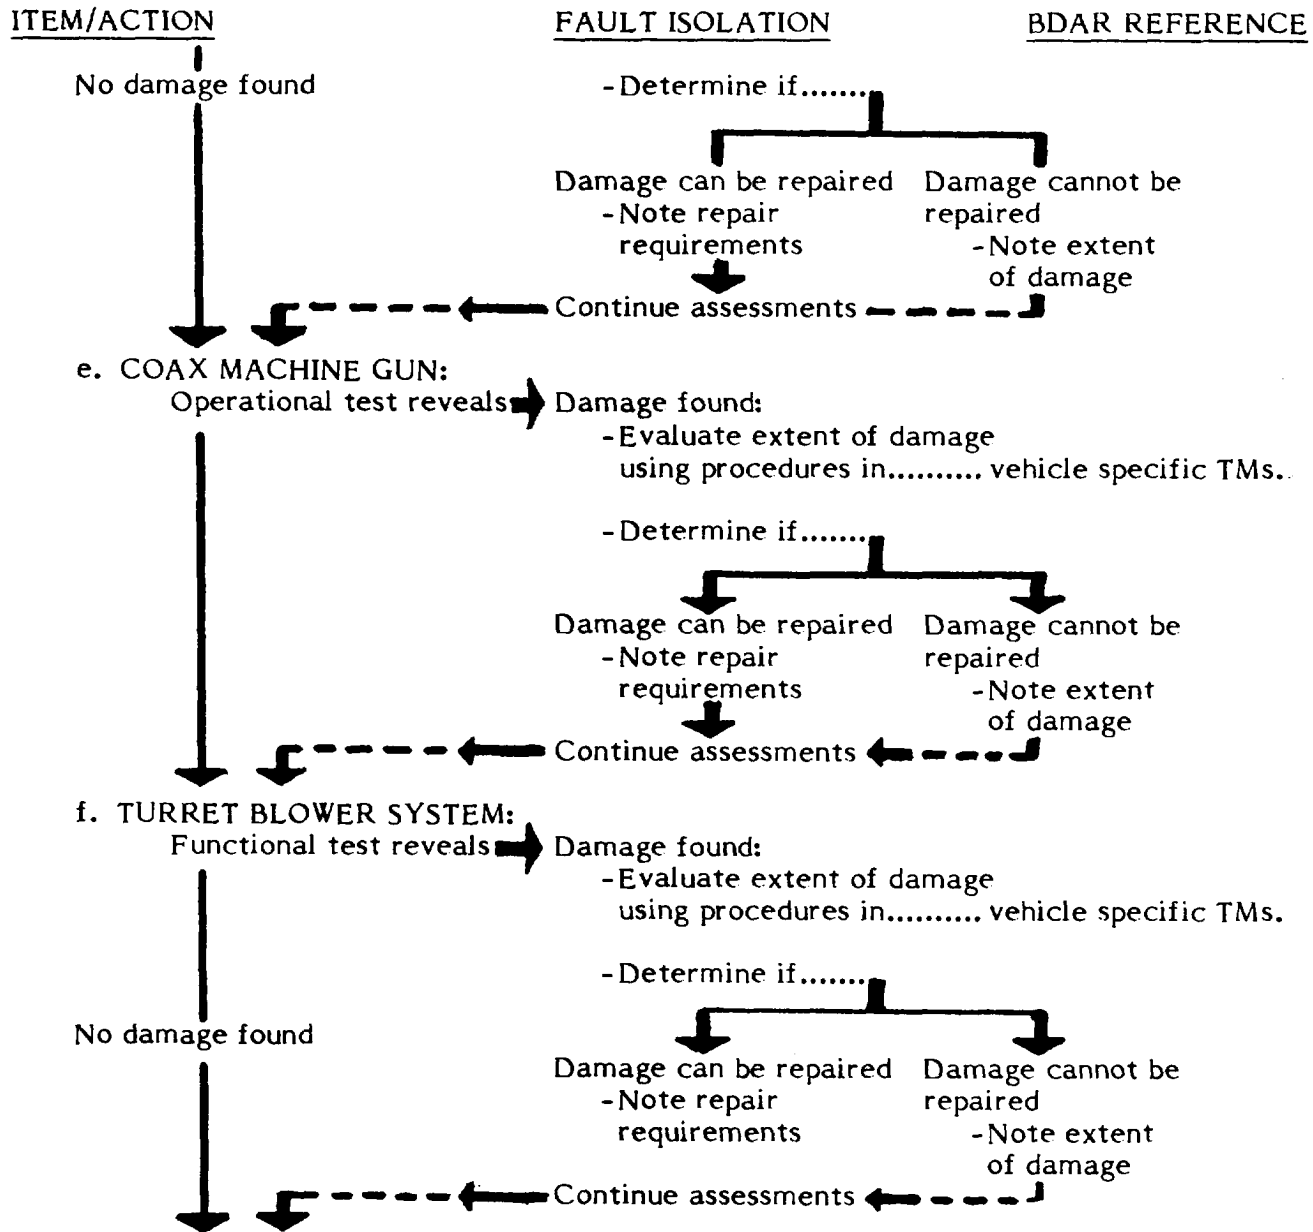 ITEM/ACTION FAULT ISOLATION BDAR REFERENCE
No damage found -Determine if........
Damage can be repaired Damage cannot be
-Note repair repaired
requirements -Note extent
of damage
Continue assessments
e. COAX MACHINE GUN:
Operational test reveals Damage found:
-Evaluate extent of damage
using procedures in.......... vehicle specific TMs.
-Determine if.......
Damage can be repaired Damage cannot be
-Note repair repaired
requirements -Note extent
of damage
Continue assessments
f. TURRET BLOWER SYSTEM:
Functional test reveals Damage found:
-Evaluate extent of damage
using procedures in.......... vehicle specific TMs.
-Determine if.......
No damage found
Damage can be repaired Damage cannot be
-Note repair repaired
requirements -Note extent
of damage
Continue assessments